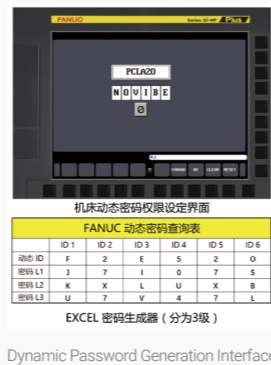 FANUC
Series 0i-MF Plus
PCLA20
NOVIBE
0
CHANGE
CLEAR RESET
机床动态密码权限设定界面
FANUC 动态密码查询表
ID 1 ID 2 ID 3 ID 4 ID 5 ID 6
动态 ID F 2 E 5 2 O
密码 L1 J 7 I 0 7 S
密码 L2 K X L U X B
密码 L3 U 7 V 4 7 L
EXCEL 密码生成器（分为3级）
Dynamic Password Generation Interface